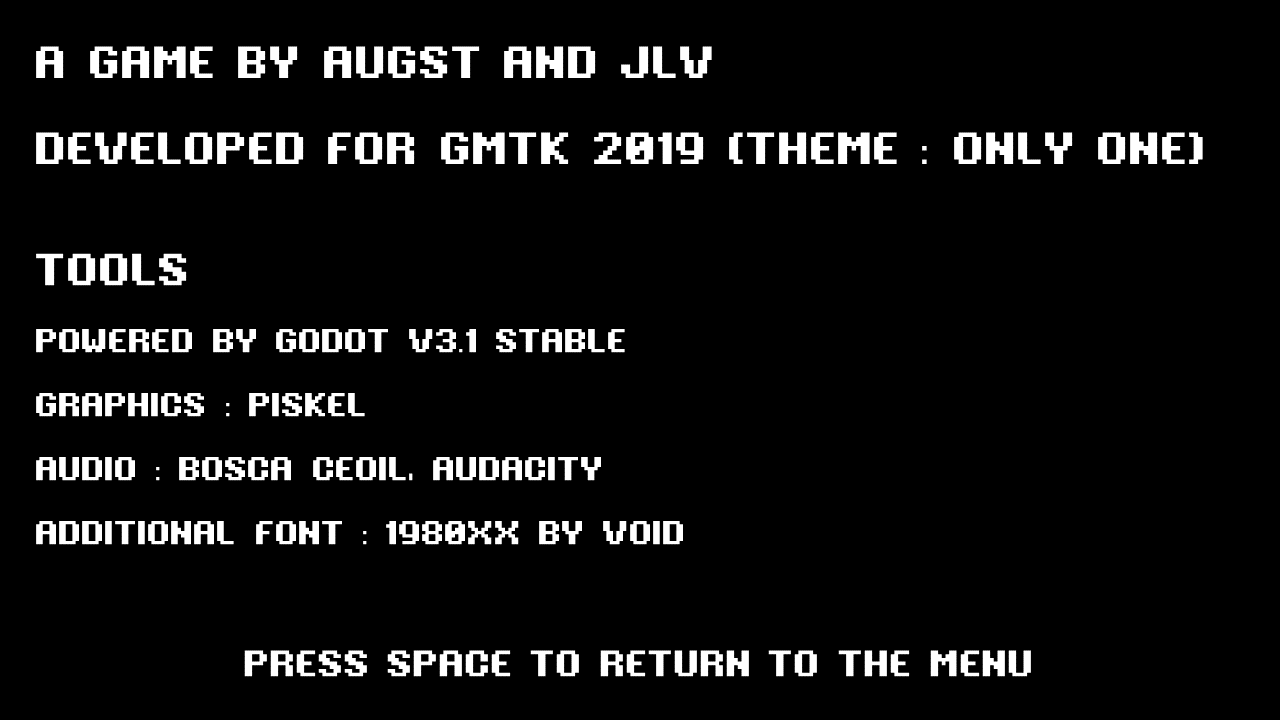 A GAME BY AUGST AND JLV
DEVELOPED FOR GMTK 2019 (THEME : ONLY ONE)
TOOLS
POWERED BY GODOT V3.1 STABLE
GRAPHICS : PISKEL
AUDIO : BOSCA CEOIL, AUDACITY
ADDITIONAL FONT : 1980XX BY VOID
PRESS SPACE TO RETURN TO THE MENU